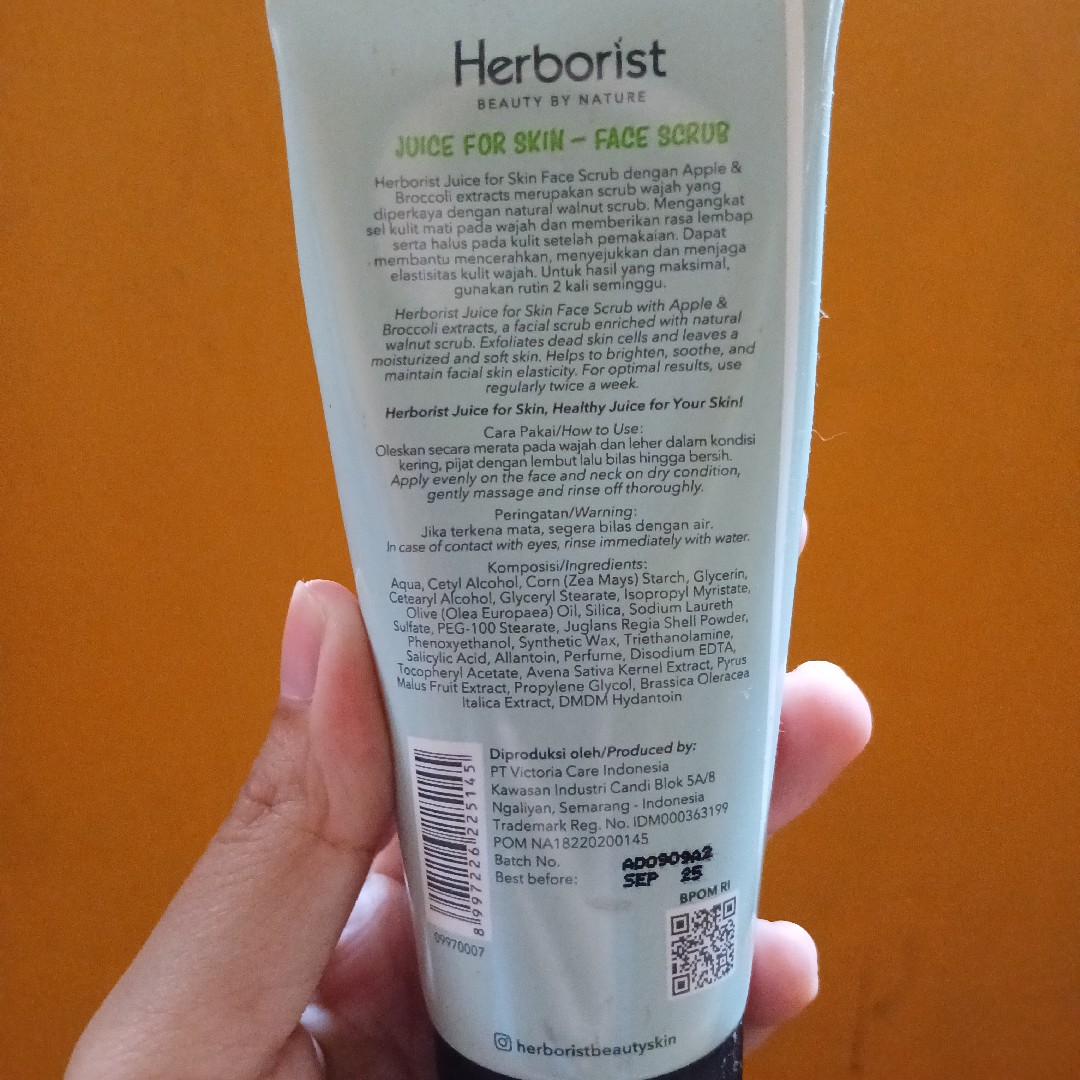 Herborist
BEAUTY BY NATURE
JUICE FOR SKIN – FACE SCRUB
Herborist Juice for Skin Face Scrub dengan Apple &
Broccoli extracts merupakan scrub wajah yang
diperkaya dengan natural walnut scrub. Mengangkat
sel kulit mati pada wajah dan memberikan rasa lembap
serta halus pada kulit setelah pemakaian. Dapat
membantu mencerahkan, menyejukkan dan menjaga
elastisitas kulit wajah. Untuk hasil yang maksimal,
gunakan rutin 2 kali seminggu.
Herborist Juice for Skin Face Scrub with Apple &
Broccoli extracts, a facial scrub enriched with natural
walnut scrub. Exfoliates dead skin cells and leaves a
moisturized and soft skin. Helps to brighten, soothe, and
maintain facial skin elasticity. For optimal results, use
regularly twice a week.
Herborist Juice for Skin, Healthy Juice for Your Skin!
Cara Pakai/How to Use:
Oleskan secara merata pada wajah dan leher dalam kondisi
kering, pijat dengan lembut lalu bilas hingga bersih.
Apply evenly on the face and neck on dry condition,
gently massage and rinse off thoroughly.
Peringatan/Warning:
Jika terkena mata, segera bilas dengan air.
In case of contact with eyes, rinse immediately with water.
Komposisi/Ingredients:
Aqua, Cetyl Alcohol, Corn (Zea Mays) Starch, Glycerin,
Cetearyl Alcohol, Glyceryl Stearate, Isopropyl Myristate,
Olive (Olea Europaea) Oil, Silica, Sodium Laureth
Sulfate, PEG-100 Stearate, Juglans Regia Shell Powder,
Phenoxyethanol, Synthetic Wax, Triethanolamine,
Salicylic Acid, Allantoin, Perfume, Disodium EDTA,
Tocopheryl Acetate, Avena Sativa Kernel Extract, Pyrus
Malus Fruit Extract, Propylene Glycol, Brassica Oleracea
Italica Extract, DMDM Hydantoin
Diproduksi oleh/Produced by:
PT Victoria Care Indonesia
Kawasan Industri Candi Blok 5A/8
Ngaliyan, Semarang - Indonesia
Trademark Reg. No. IDM000363199
POM NA18220200145
Batch No. AD0909A2
Best before: SEP 25
8997226225145
09970007
BPOM RI
herboristbeautyskin